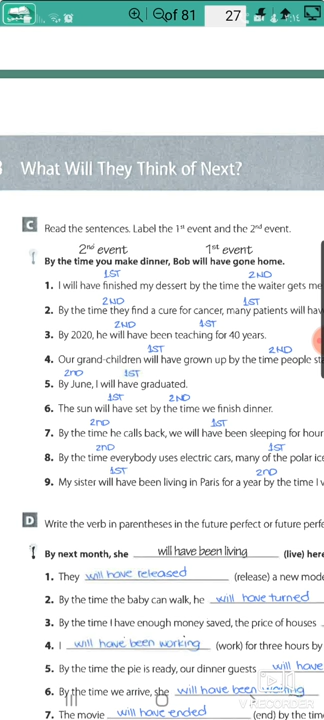 of 81 27
What Will They Think of Next?
C Read the sentences. Label the 1st event and the 2nd event.
2nd event 1st event
By the time you make dinner, Bob will have gone home.
1ST 2ND
1. I will have finished my dessert by the time the waiter gets me
2ND 1ST
2. By the time they find a cure for cancer, many patients will hav
2ND 1ST
3. By 2020, he will have been teaching for 40 years.
1ST 2ND
4. Our grand-children will have grown up by the time people st
2nd 1ST
5. By June, I will have graduated.
1ST 2ND
6. The sun will have set by the time we finish dinner.
2nd 1ST
7. By the time he calls back, we will have been sleeping for hour
2nd 1ST
8. By the time everybody uses electric cars, many of the polar ice
1ST 2nd
9. My sister will have been living in Paris for a year by the time I
D Write the verb in parentheses in the future perfect or future perfe
By next month, she will have been living (live) here
1. They will have released (release) a new mode
2. By the time the baby can walk, he will have turned
3. By the time I have enough money saved, the price of houses
4. I will have been working (work) for three hours by
5. By the time the pie is ready, our dinner guests will have
6. By the time we arrive, she will have been waiting
7. The movie will have ended (end) by the time